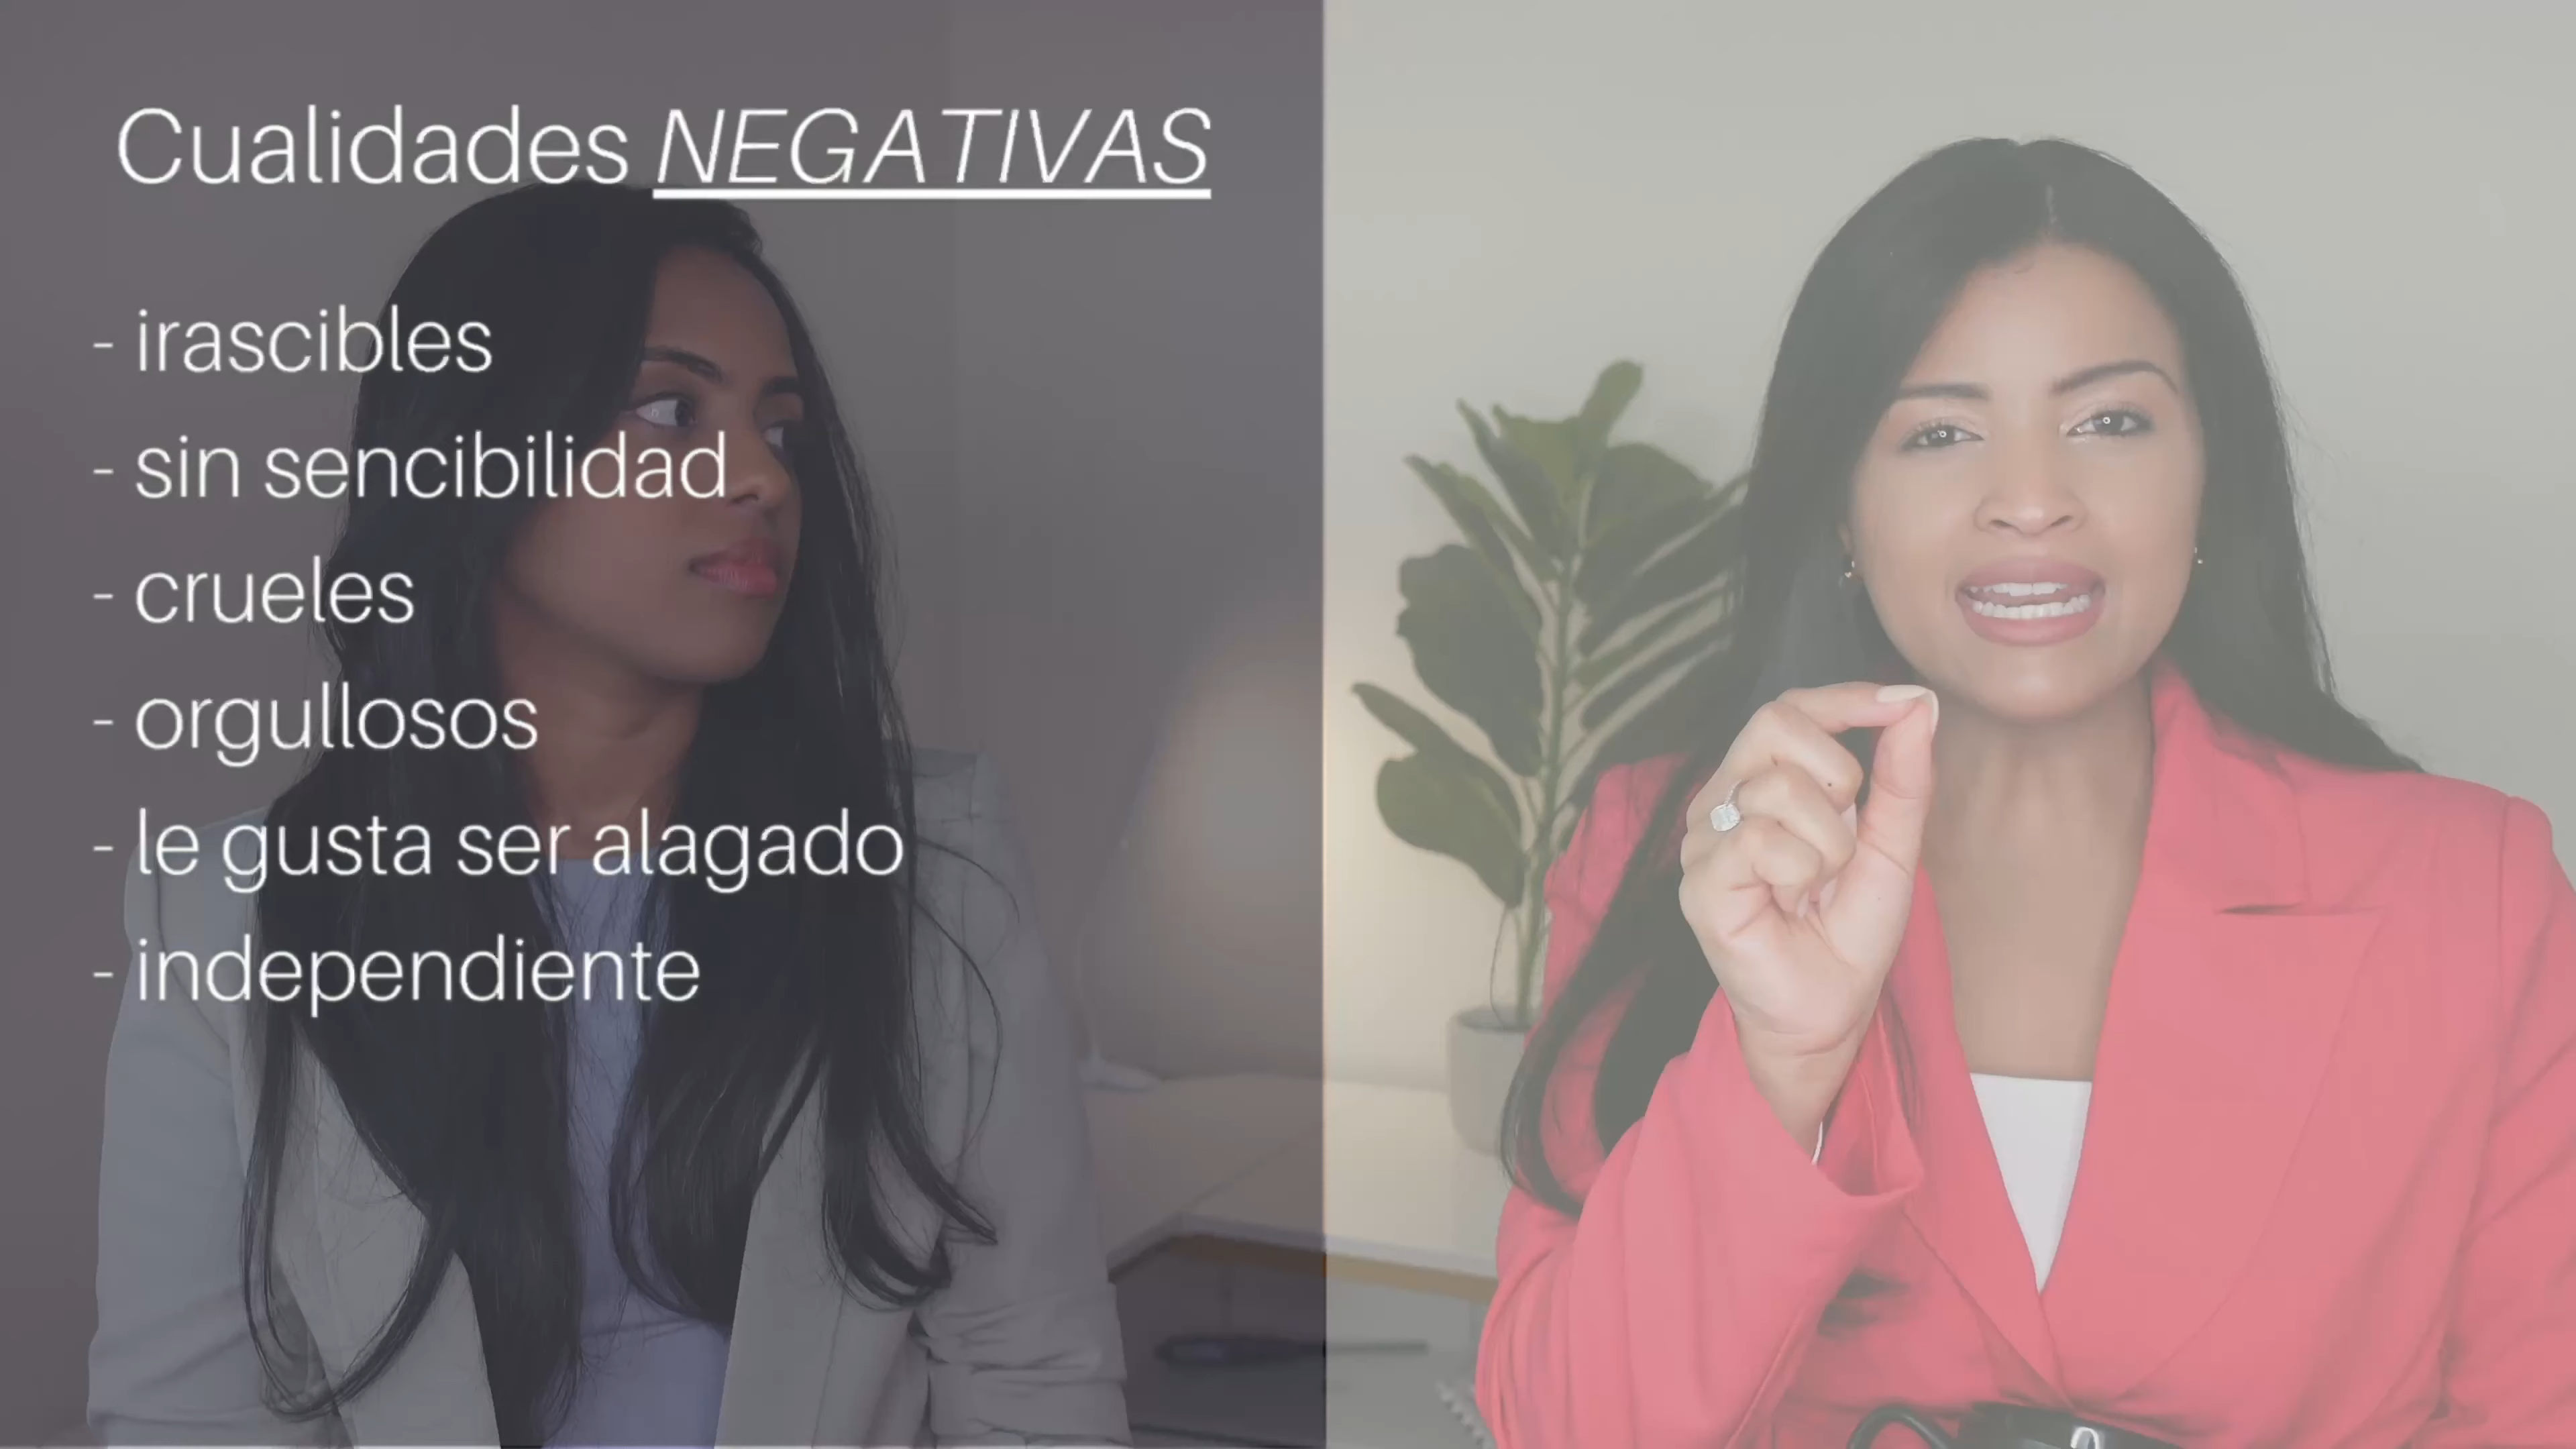 Cualidades NEGATIVAS
- irascibles
- sin sencibilidad
- crueles
- orgullosos
- le gusta ser alagado
- independiente